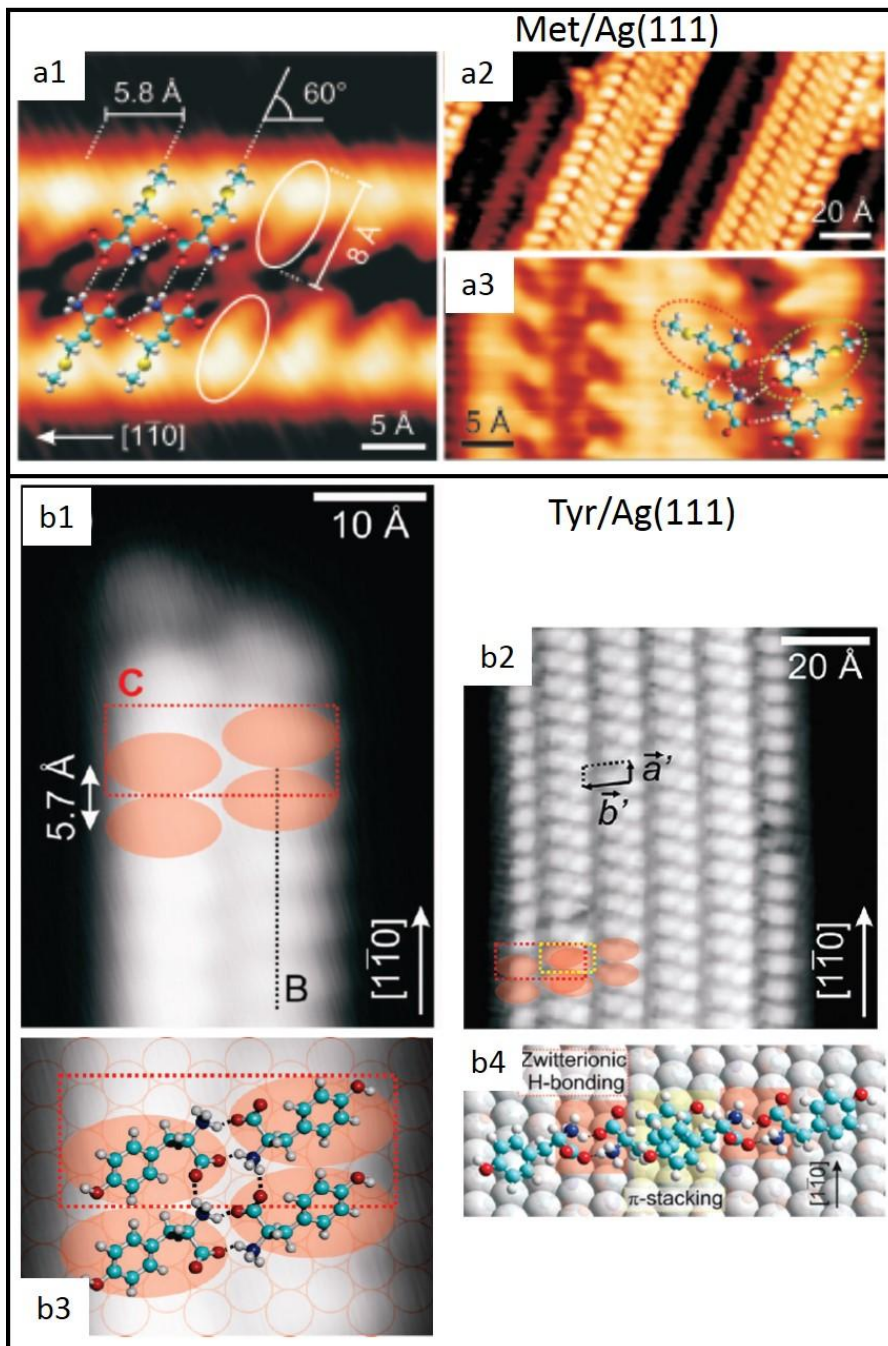 Met/Ag(111)
a1
5.8 Å
60°
8 Å
[11̅0]
5 Å
a2
20 Å
a3
5 Å
Tyr/Ag(111)
b1
10 Å
C
5.7 Å
B
[11̅0]
b2
20 Å
a⃗'
b⃗'
[11̅0]
b3
b4
Zwitterionic
H-bonding
π-stacking
[11̅0]